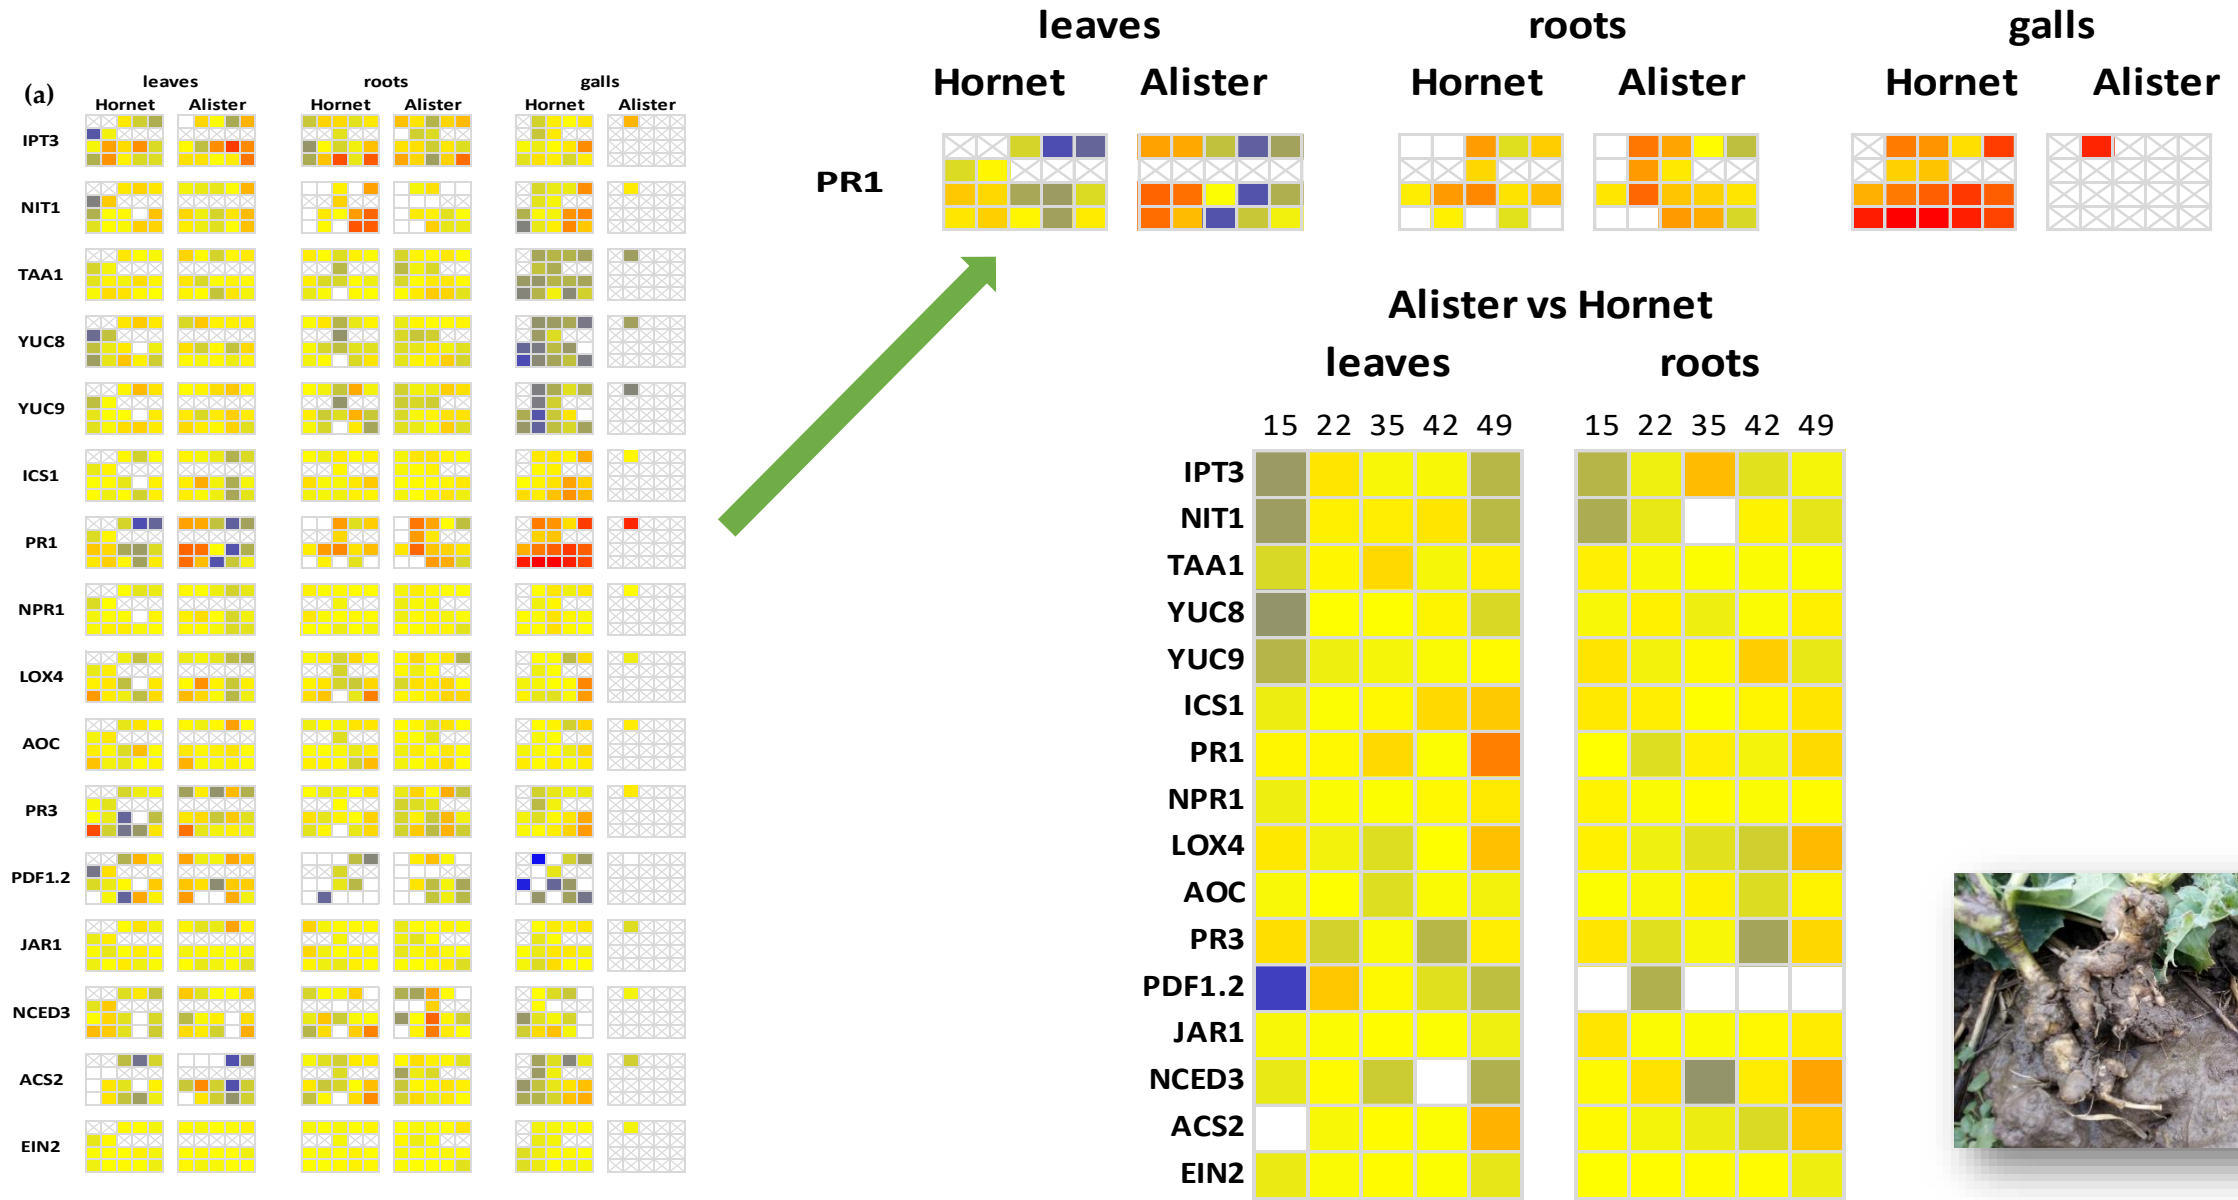 (a)
leaves roots galls
Hornet Alister Hornet Alister Hornet Alister
IPT3
NIT1
TAA1
YUC8
YUC9
ICS1
PR1
NPR1
LOX4
AOC
PR3
PDF1.2
JAR1
NCED3
ACS2
EIN2
leaves roots galls
Hornet Alister Hornet Alister Hornet Alister
PR1
Alister vs Hornet
leaves roots
15 22 35 42 49 15 22 35 42 49
IPT3
NIT1
TAA1
YUC8
YUC9
ICS1
PR1
NPR1
LOX4
AOC
PR3
PDF1.2
JAR1
NCED3
ACS2
EIN2